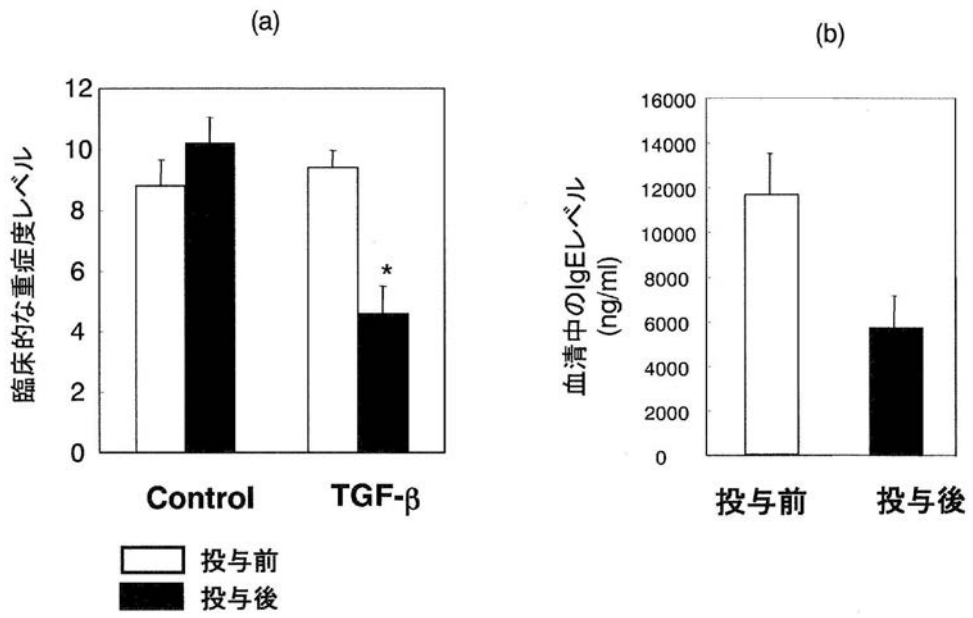 (a)
臨床的な重症度レベル
12
10
8
6
4
2
0
*
Control
TGF-β
投与前
投与後
(b)
血清中のIgEレベル
(ng/ml)
16000
14000
12000
10000
8000
6000
4000
2000
0
投与前
投与後